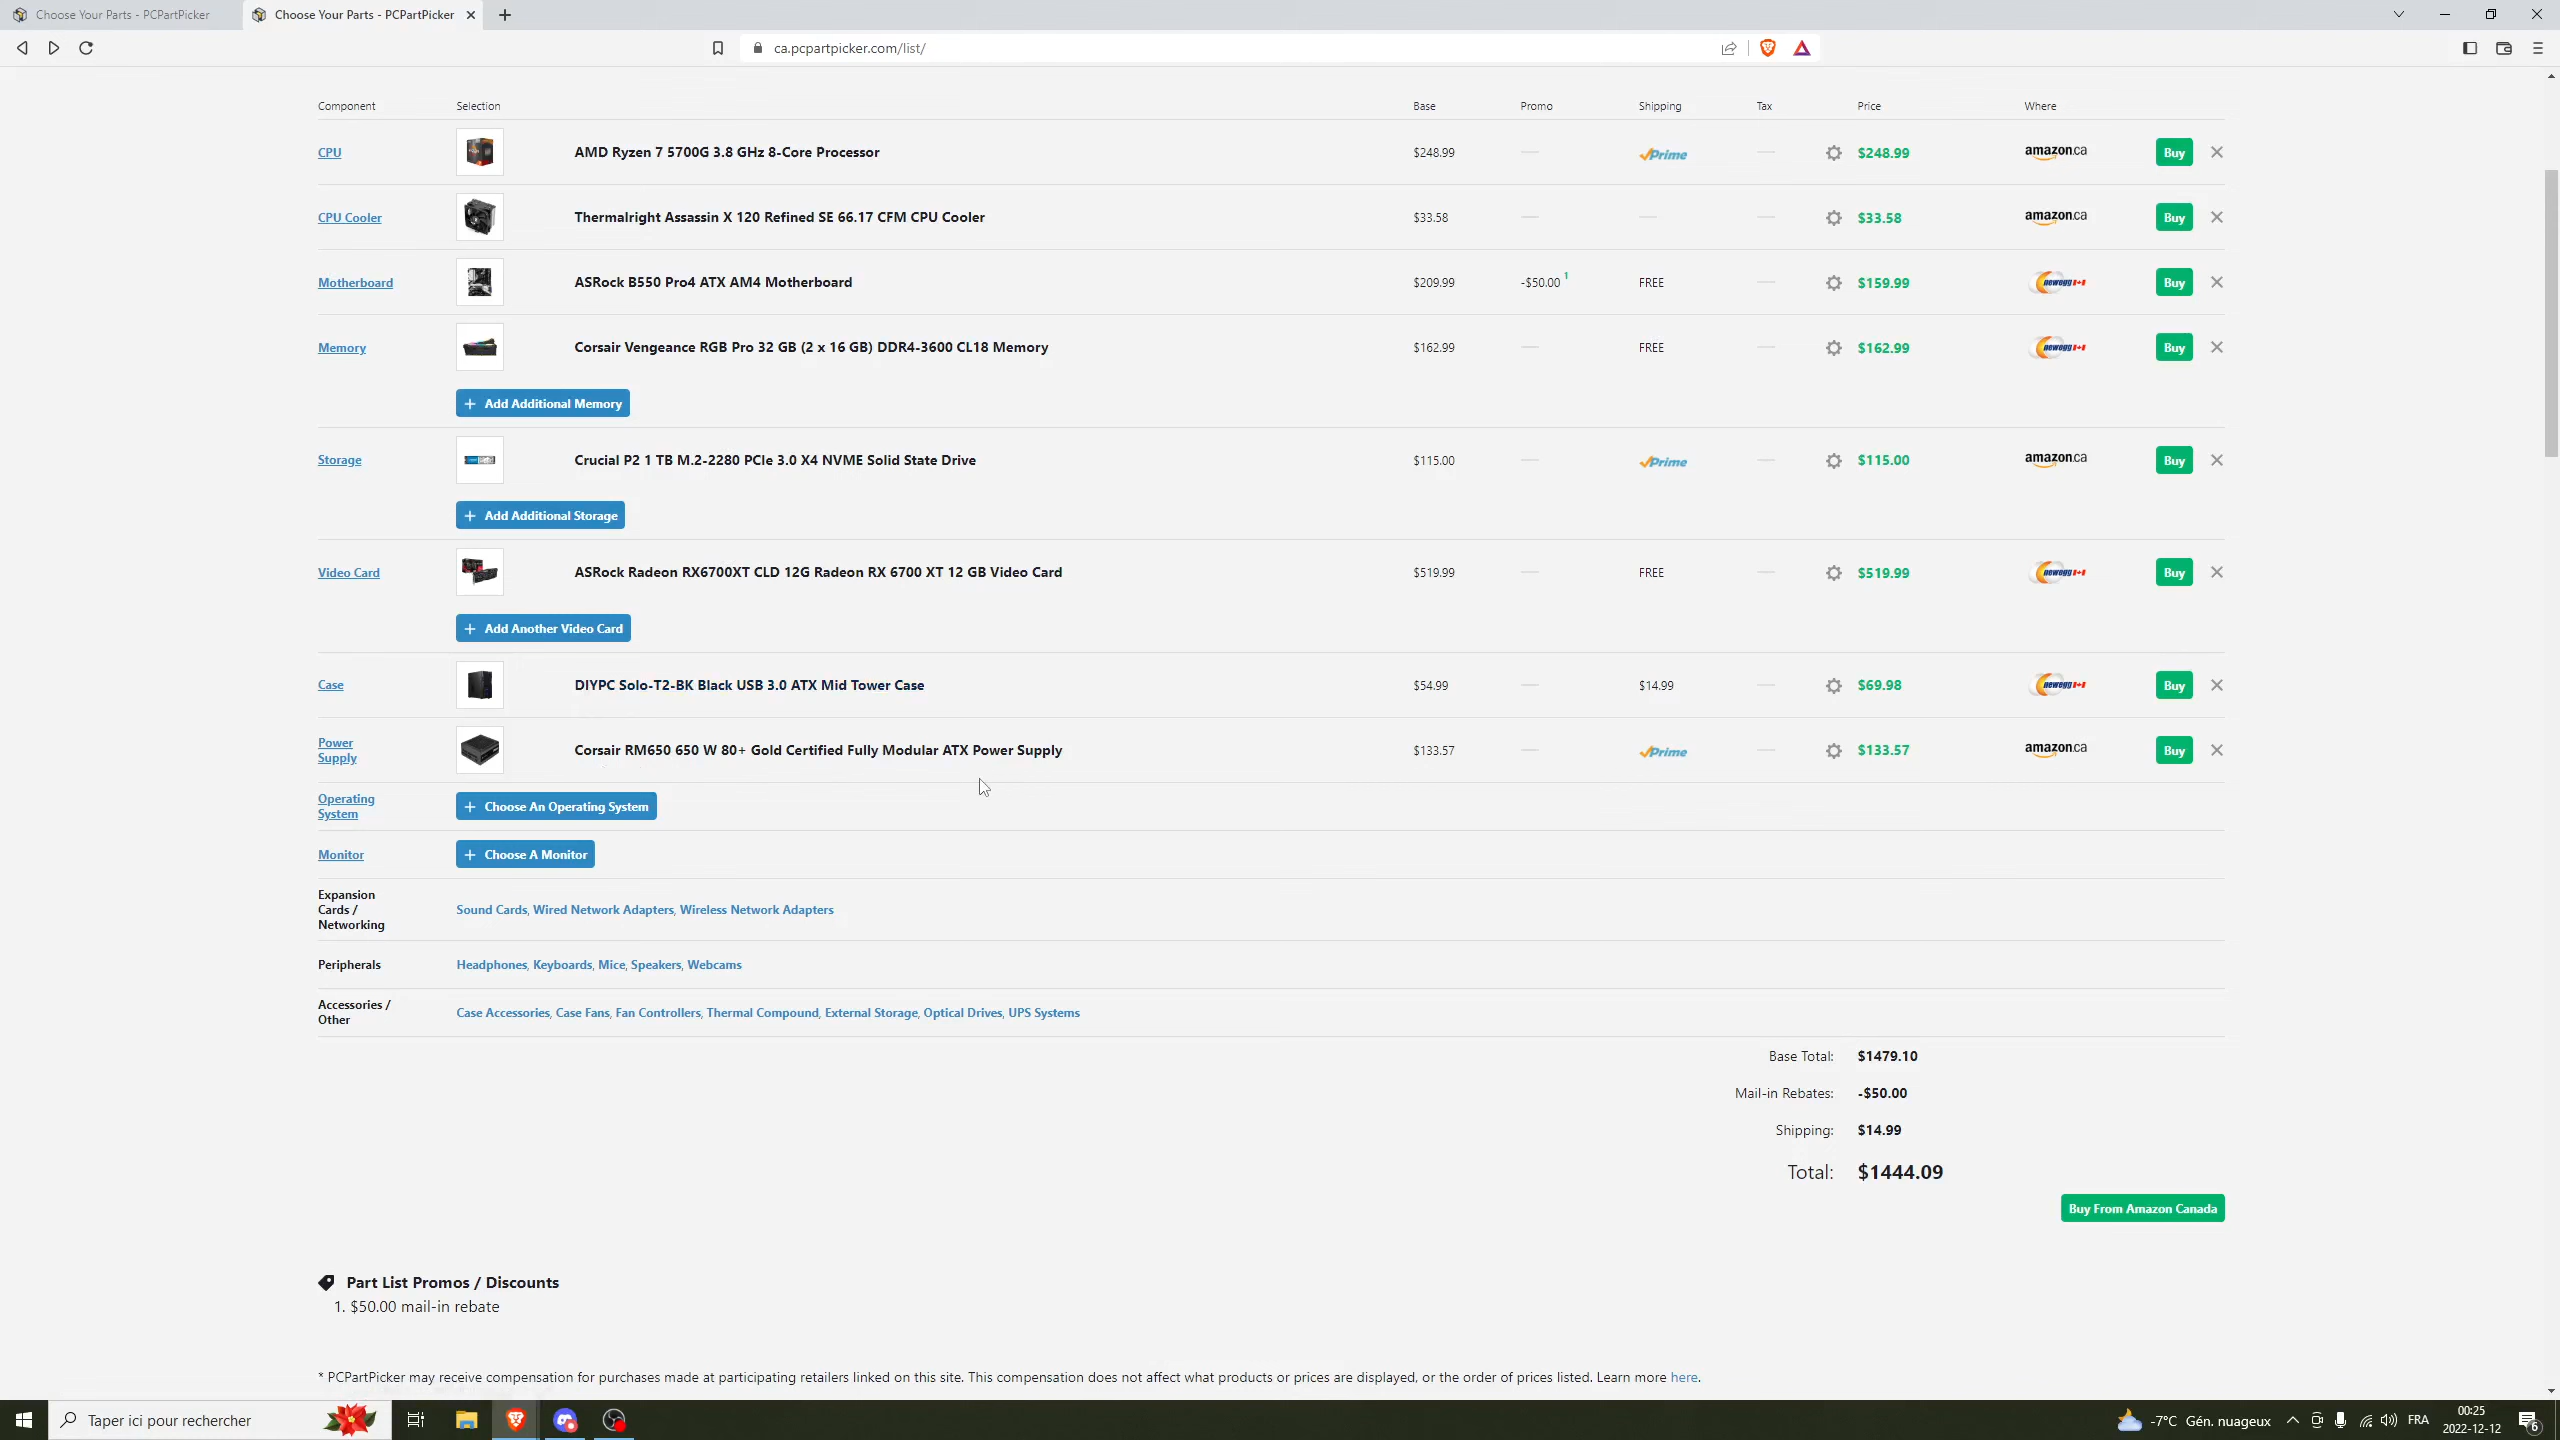 Choose Your Parts - PCPartPicker
Choose Your Parts - PCPartPicker
ca.pcpartpicker.com/list/
Component Selection Base Promo Shipping Tax Price Where
CPU AMD Ryzen 7 5700G 3.8 GHz 8-Core Processor $248.99 — Prime — $248.99 amazon.ca Buy
CPU Cooler Thermalright Assassin X 120 Refined SE 66.17 CFM CPU Cooler $33.58 — — — $33.58 amazon.ca Buy
Motherboard ASRock B550 Pro4 ATX AM4 Motherboard $209.99 -$50.00 1 FREE — $159.99 newegg Buy
Memory Corsair Vengeance RGB Pro 32 GB (2 x 16 GB) DDR4-3600 CL18 Memory $162.99 — FREE — $162.99 newegg Buy
+ Add Additional Memory
Storage Crucial P2 1 TB M.2-2280 PCIe 3.0 X4 NVME Solid State Drive $115.00 — Prime — $115.00 amazon.ca Buy
+ Add Additional Storage
Video Card ASRock Radeon RX6700XT CLD 12G Radeon RX 6700 XT 12 GB Video Card $519.99 — FREE — $519.99 newegg Buy
+ Add Another Video Card
Case DIYPC Solo-T2-BK Black USB 3.0 ATX Mid Tower Case $54.99 — $14.99 — $69.98 newegg Buy
Power
Supply Corsair RM650 650 W 80+ Gold Certified Fully Modular ATX Power Supply $133.57 — Prime — $133.57 amazon.ca Buy
Operating
System + Choose An Operating System
Monitor + Choose A Monitor
Expansion
Cards /
Networking Sound Cards, Wired Network Adapters, Wireless Network Adapters
Peripherals Headphones, Keyboards, Mice, Speakers, Webcams
Accessories /
Other Case Accessories, Case Fans, Fan Controllers, Thermal Compound, External Storage, Optical Drives, UPS Systems
Base Total: $1479.10
Mail-in Rebates: -$50.00
Shipping: $14.99
Total: $1444.09
Buy From Amazon Canada
Part List Promos / Discounts
1. $50.00 mail-in rebate
* PCPartPicker may receive compensation for purchases made at participating retailers linked on this site. This compensation does not affect what products or prices are displayed, or the order of prices listed. Learn more here.
Taper ici pour rechercher
-7°C Gén. nuageux
FRA
00:25
2022-12-12
6